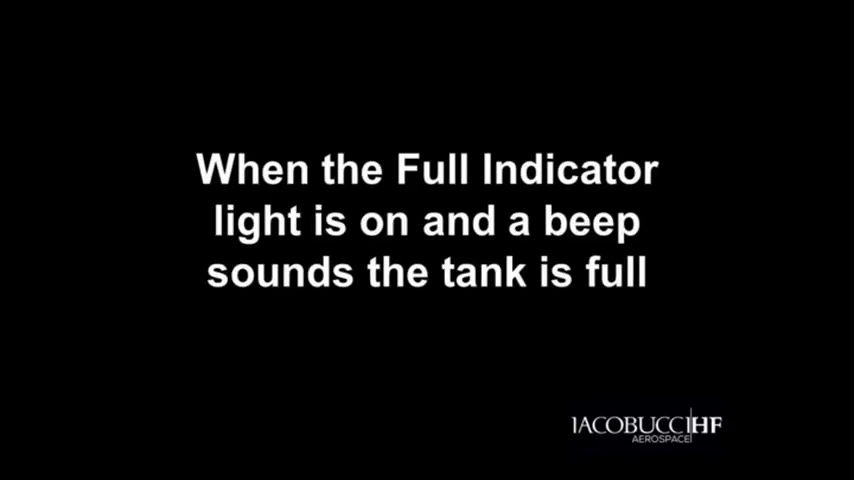 When the Full Indicator
light is on and a beep
sounds the tank is full
IACOBUCCI HF
AEROSPACE